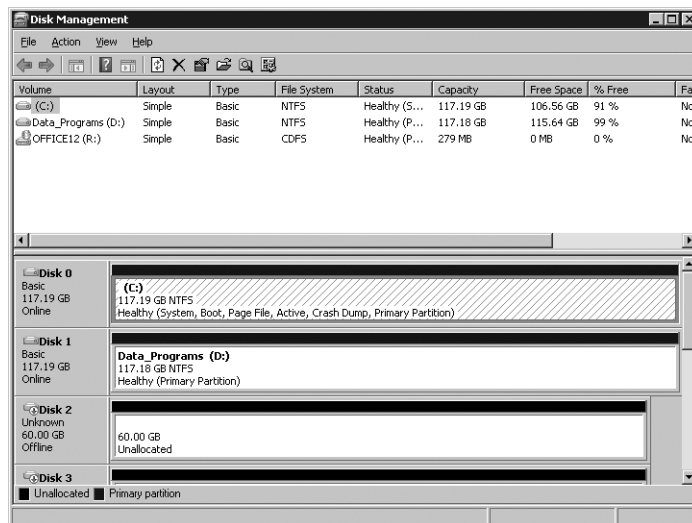 Disk Management
File Action View Help
Volume Layout Type File System Status Capacity Free Space % Free Fa
(C:) Simple Basic NTFS Healthy (S... 117.19 GB 106.56 GB 91 % No
Data_Programs (D:) Simple Basic NTFS Healthy (P... 117.18 GB 115.64 GB 99 % No
OFFICE12 (R:) Simple Basic CDFS Healthy (P... 279 MB 0 MB 0 % No
Disk 0
Basic
117.19 GB
Online
(C:)
117.19 GB NTFS
Healthy (System, Boot, Page File, Active, Crash Dump, Primary Partition)
Disk 1
Basic
117.19 GB
Online
Data_Programs (D:)
117.18 GB NTFS
Healthy (Primary Partition)
Disk 2
Unknown
60.00 GB
Offline
60.00 GB
Unallocated
Disk 3
Unallocated Primary partition